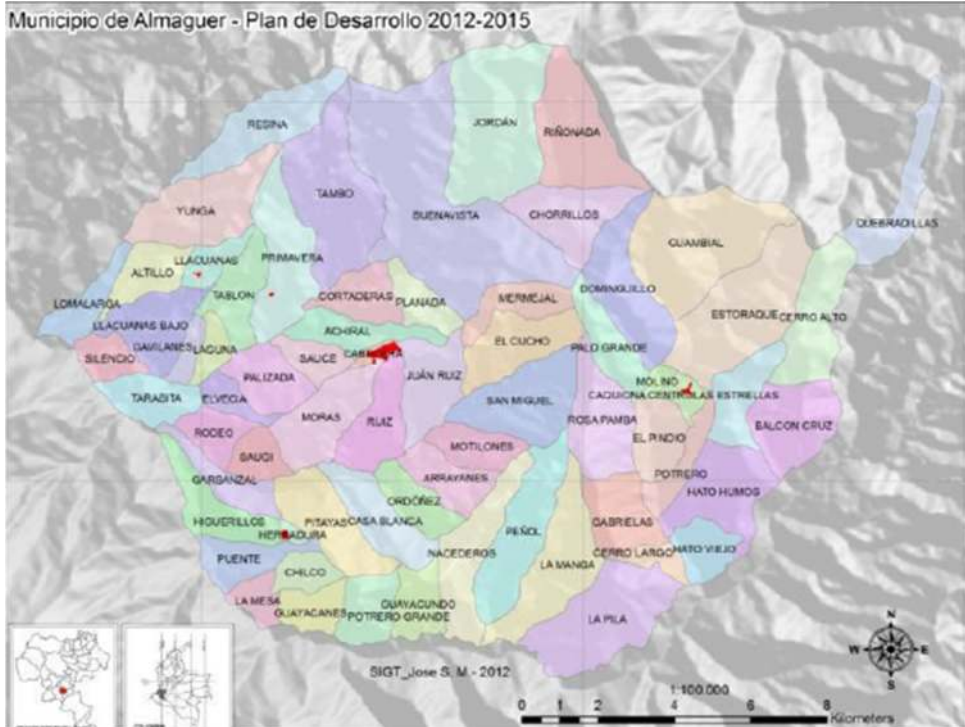 Municipio de Almaguer - Plan de Desarrollo 2012-2015
RESINA
JORDÁN
RIÑONADA
TAMBO
YUNGA
BUENAVISTA
CHORRILLOS
QUEBRADILLAS
GUAMBIAL
LLACUANAS
PRIMAVERA
ALTILLO
TABLON
CORTADERAS
PLANADA
MERMEJAL
DOMINGUILLO
LOMALARGA
ESTORAQUE
CERRO ALTO
LLACUANAS BAJO
ACHIRAL
EL CUCHO
PALO GRANDE
GAVILANES
LAGUNA
SILENCIO
SAUCE
JUÁN RUIZ
PALIZADA
MOLINO
TARABITA
ELVECIA
SAN MIGUEL
CAQUIONA
ESTRELLAS
MORAS
RUIZ
ROSA PAMBA
BALCON CRUZ
RODEO
MOTILONES
EL PINDIO
ARRAYANES
POTRERO
GARBANZAL
HATO HUMOS
ORDÓÑEZ
HIGUERILLOS
PITAYAS
CASA BLANCA
PEÑOL
GABRIELAS
HERRADURA
NACEDEROS
CERRO LARGO
HATO VIEJO
PUENTE
LA MANGA
CHILCO
LA MESA
GUAYACANES
GUAYACUNDO
POTRERO GRANDE
LA PILA
N
W
E
S
SIGT_Jose S. M.- 2012
1:100.000
0 1 2 4 6 8
Kilometers